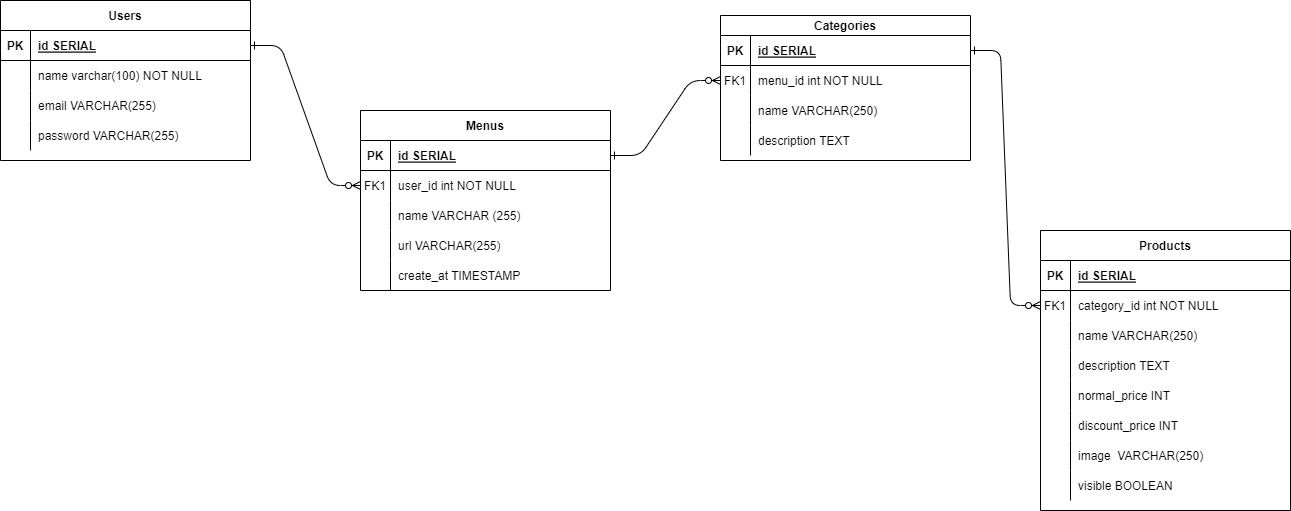 Users
PK id SERIAL
name varchar(100) NOT NULL
email VARCHAR(255)
password VARCHAR(255)
Menus
PK id SERIAL
FK1 user_id int NOT NULL
name VARCHAR (255)
url VARCHAR(255)
create_at TIMESTAMP
Categories
PK id SERIAL
FK1 menu_id int NOT NULL
name VARCHAR(250)
description TEXT
Products
PK id SERIAL
FK1 category_id int NOT NULL
name VARCHAR(250)
description TEXT
normal_price INT
discount_price INT
image  VARCHAR(250)
visible BOOLEAN